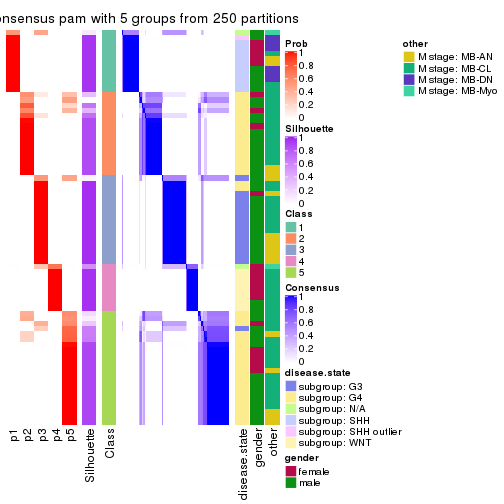 onsensus pam with 5 groups from 250 partitions
Prob
1
0.8
0.6
0.4
0.2
0
Silhouette
1
0.8
0.6
0.4
0.2
0
Class
1
2
3
4
5
Consensus
1
0.8
0.6
0.4
0.2
0
disease.state
subgroup: G3
subgroup: G4
subgroup: N/A
subgroup: SHH
subgroup: SHH outlier
subgroup: WNT
gender
female
male
other
M stage: MB-AN
M stage: MB-CL
M stage: MB-DN
M stage: MB-Myo
p1
p2
p3
p4
p5
Silhouette
Class
disease.state
gender
other